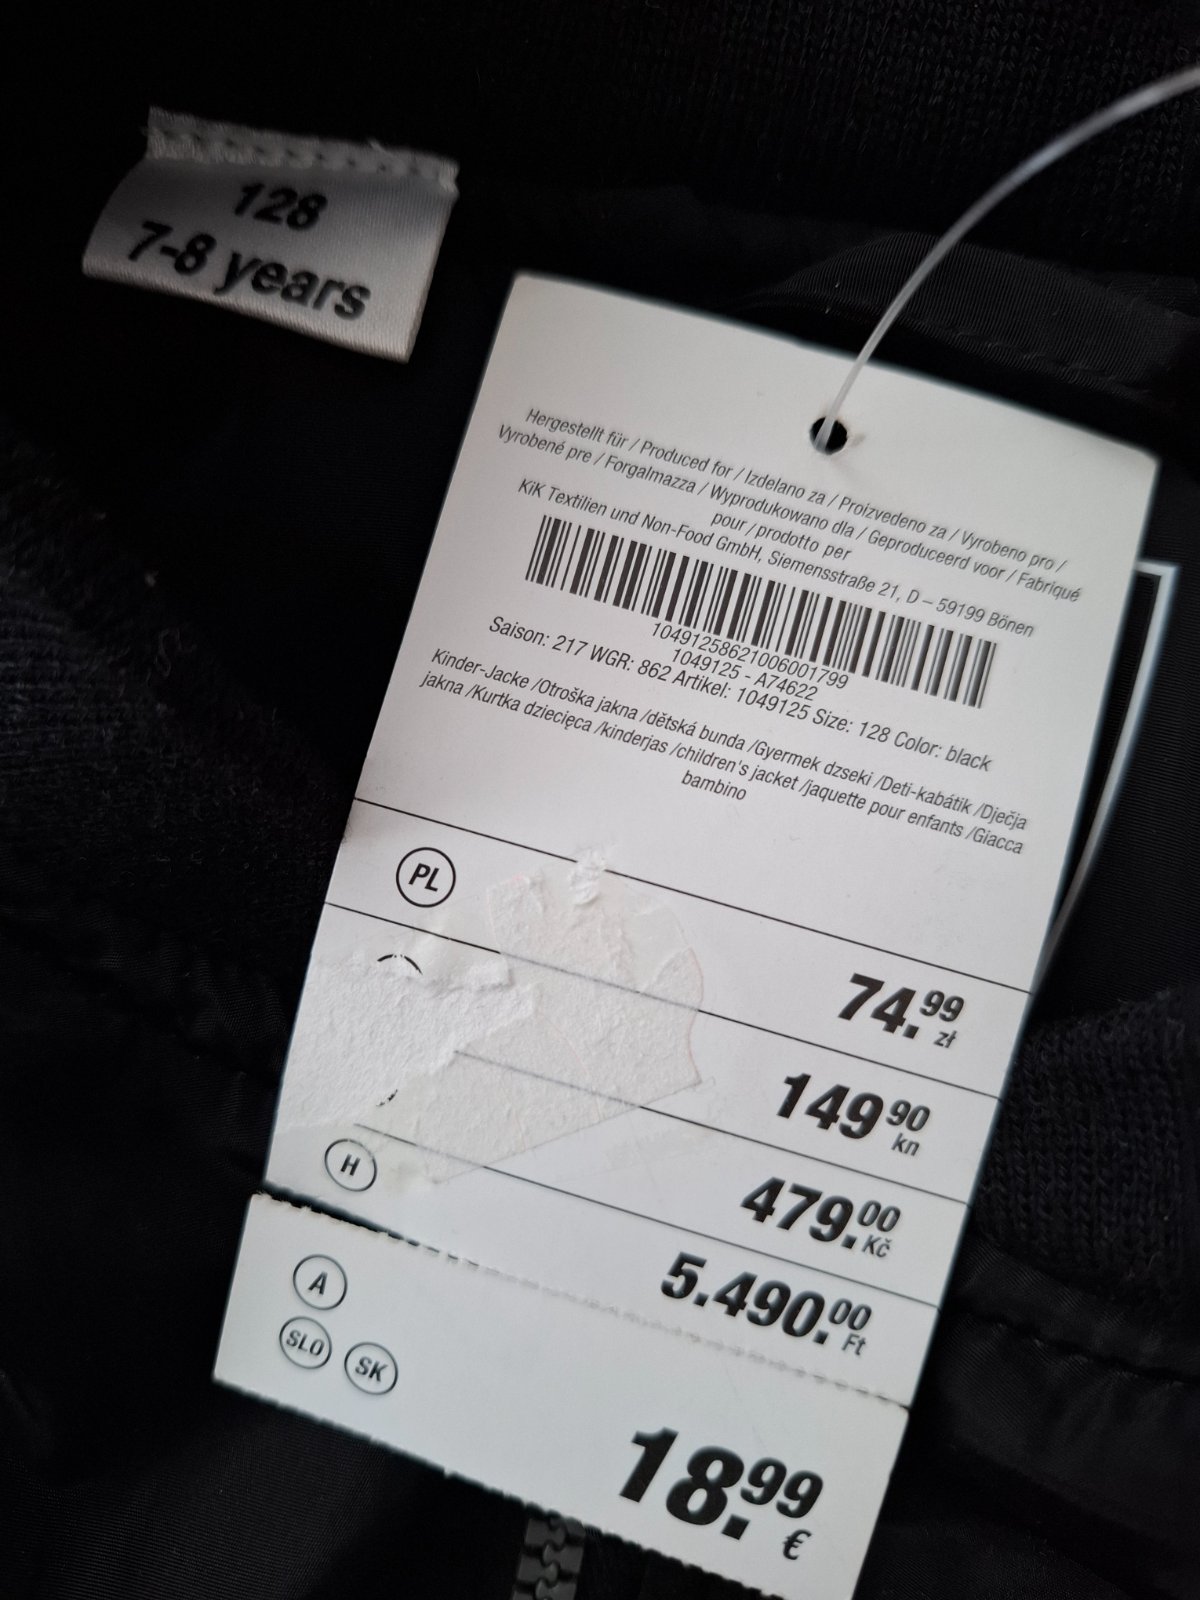 128
7-8 years
Hergestellt für / Produced for / Izdelano za / Proizvedeno za / Vyrobeno pro /
Vyrobené pre / Forgalmazza / Wyprodukowano dla / Geproduceerd voor / Fabriqué
pour / prodotto per
KiK Textilien und Non-Food GmbH, Siemensstraße 21, D – 59199 Bönen
10491258621006001799
1049125 - A74622
Saison: 217 WGR: 862 Artikel: 1049125 Size: 128 Color: black
Kinder-Jacke /Otroška jakna /dětská bunda /Gyermek dzseki /Deti-kabátik /Dječja
jakna /Kurtka dziecięca /kinderjas /children's jacket /jaquette pour enfants /Giacca
bambino
PL 74.99 zł
149 90 kn
479.00 Kč
H 5.490.00 Ft
A
SLO SK
18.99 €